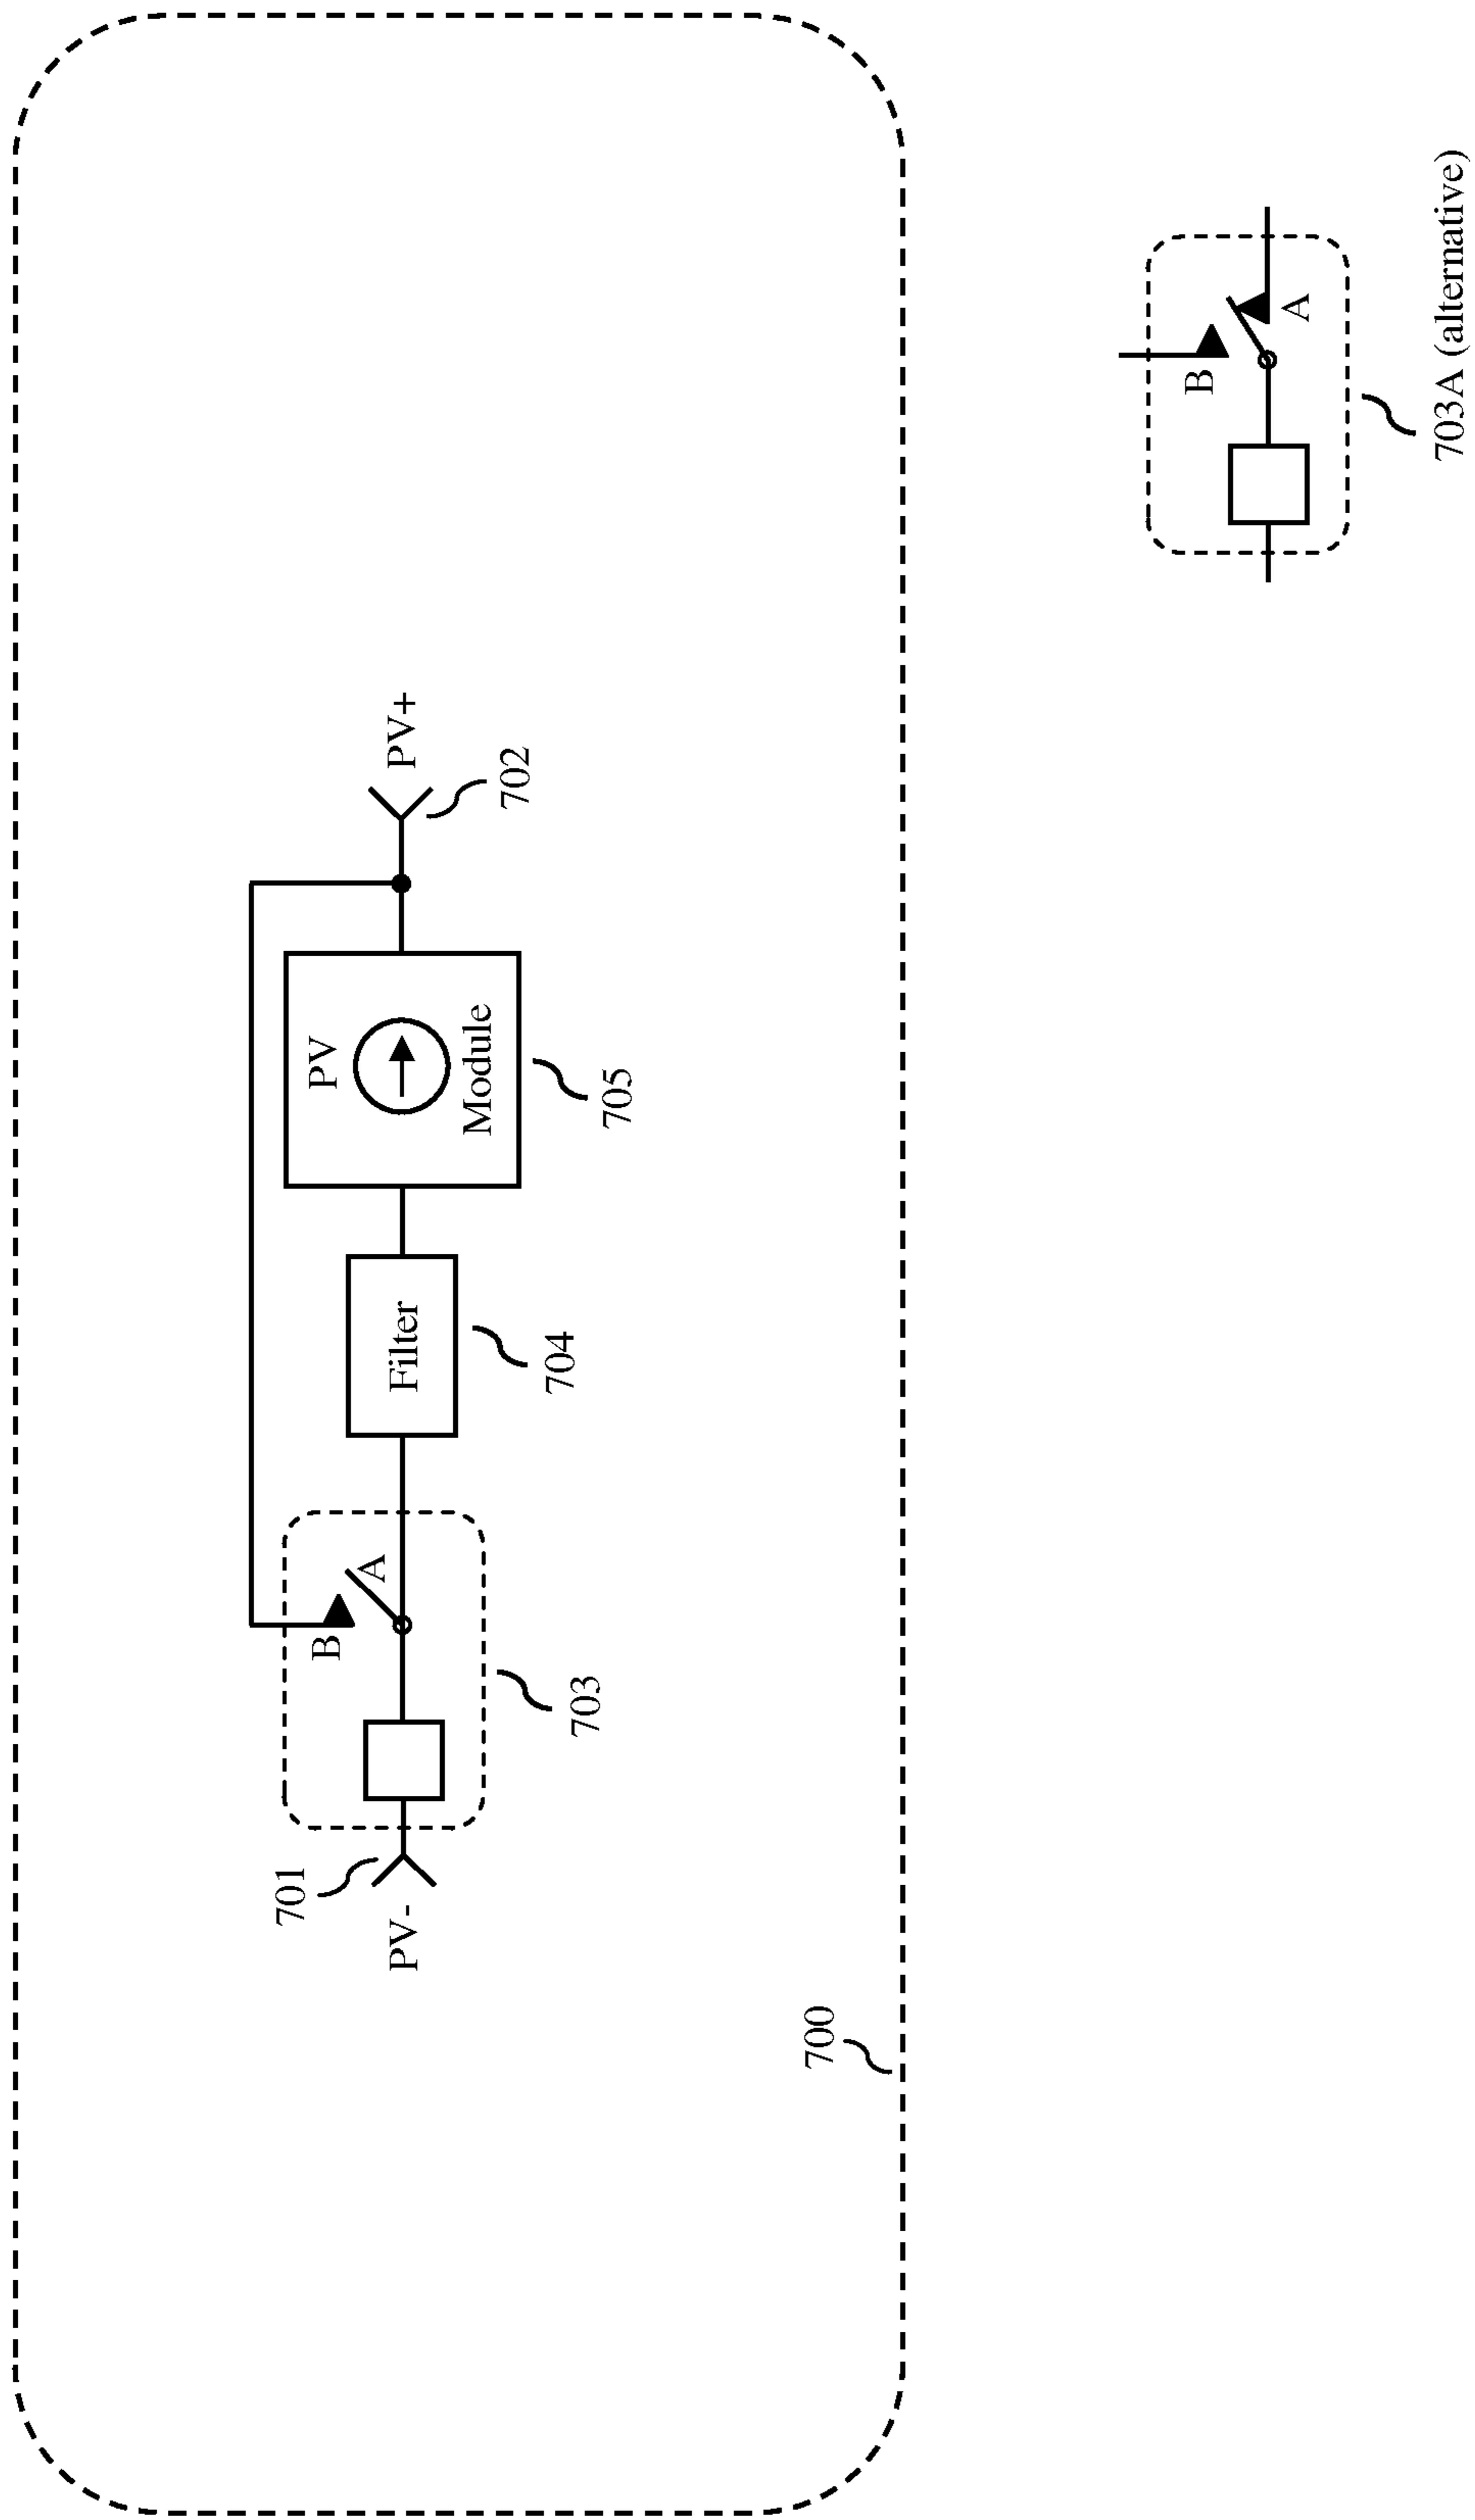 700
PV-
701
703
B
A
Filter
704
PV
Module
705
PV+
702
B
A
703A (alternative)